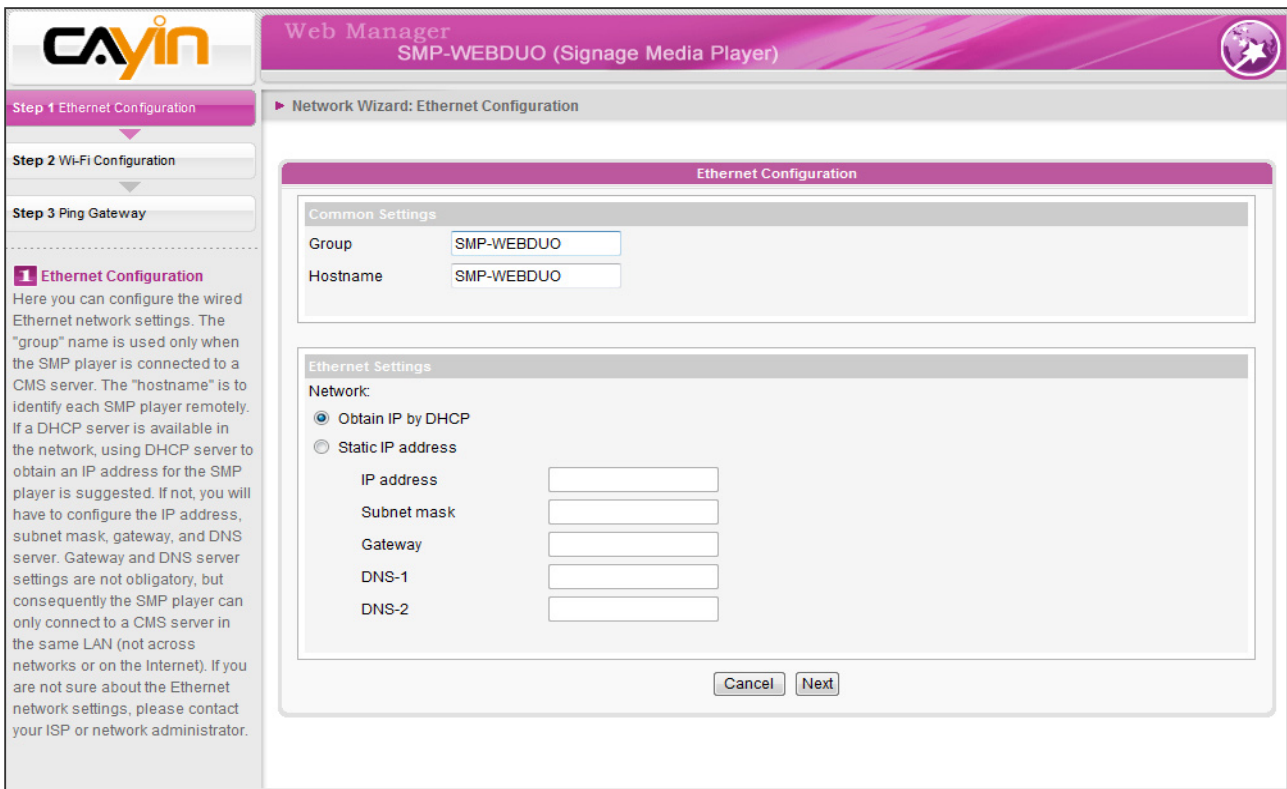 CAYIN
Web Manager
SMP-WEBDUO (Signage Media Player)
Step 1 Ethernet Configuration
Step 2 Wi-Fi Configuration
Step 3 Ping Gateway
1 Ethernet Configuration
Here you can configure the wired
Ethernet network settings. The
"group" name is used only when
the SMP player is connected to a
CMS server. The "hostname" is to
identify each SMP player remotely.
If a DHCP server is available in
the network, using DHCP server to
obtain an IP address for the SMP
player is suggested. If not, you will
have to configure the IP address,
subnet mask, gateway, and DNS
server. Gateway and DNS server
settings are not obligatory, but
consequently the SMP player can
only connect to a CMS server in
the same LAN (not across
networks or on the Internet). If you
are not sure about the Ethernet
network settings, please contact
your ISP or network administrator.
Network Wizard: Ethernet Configuration
Ethernet Configuration
Common Settings
Group SMP-WEBDUO
Hostname SMP-WEBDUO
Ethernet Settings
Network:
Obtain IP by DHCP
Static IP address
IP address
Subnet mask
Gateway
DNS-1
DNS-2
Cancel Next